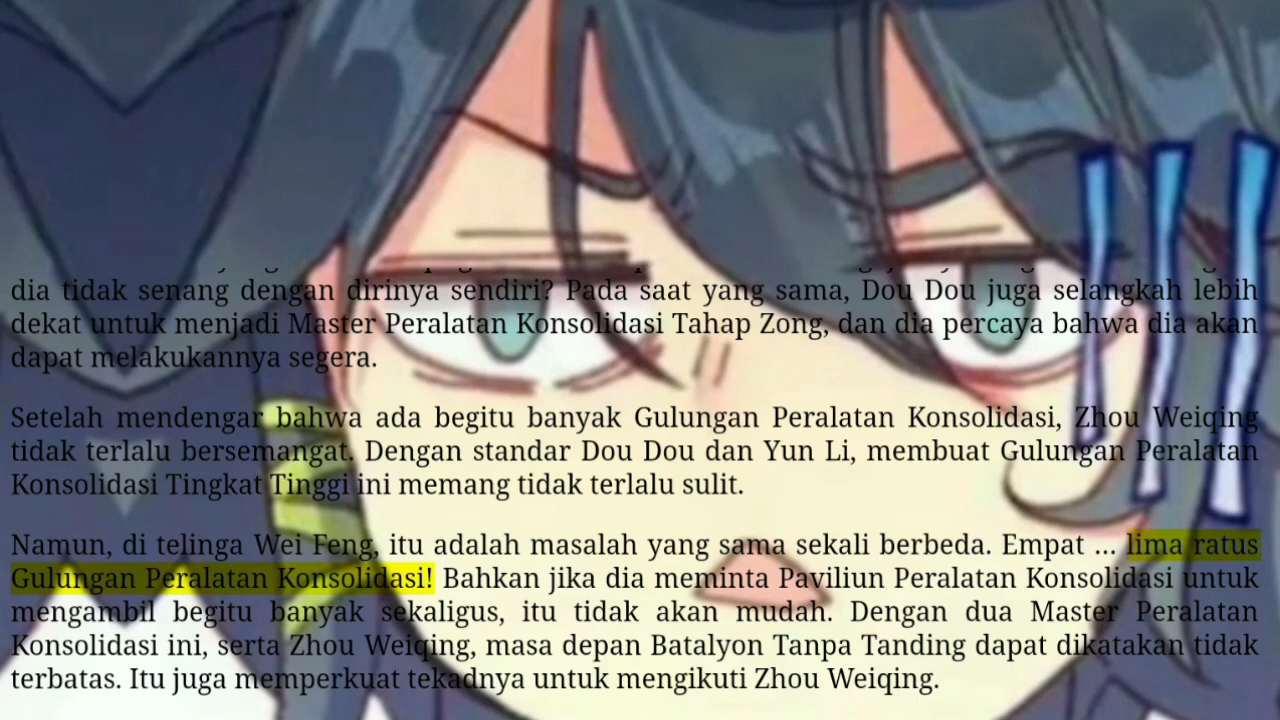 dia tidak senang dengan dirinya sendiri? Pada saat yang sama, Dou Dou juga selangkah lebih
dekat untuk menjadi Master Peralatan Konsolidasi Tahap Zong, dan dia percaya bahwa dia akan
dapat melakukannya segera.
Setelah mendengar bahwa ada begitu banyak Gulungan Peralatan Konsolidasi, Zhou Weiqing
tidak terlalu bersemangat. Dengan standar Dou Dou dan Yun Li, membuat Gulungan Peralatan
Konsolidasi Tingkat Tinggi ini memang tidak terlalu sulit.
Namun, di telinga Wei Feng, itu adalah masalah yang sama sekali berbeda. Empat ... lima ratus
Gulungan Peralatan Konsolidasi! Bahkan jika dia meminta Paviliun Peralatan Konsolidasi untuk
mengambil begitu banyak sekaligus, itu tidak akan mudah. Dengan dua Master Peralatan
Konsolidasi ini, serta Zhou Weiqing, masa depan Batalyon Tanpa Tanding dapat dikatakan tidak
terbatas. Itu juga memperkuat tekadnya untuk mengikuti Zhou Weiqing.